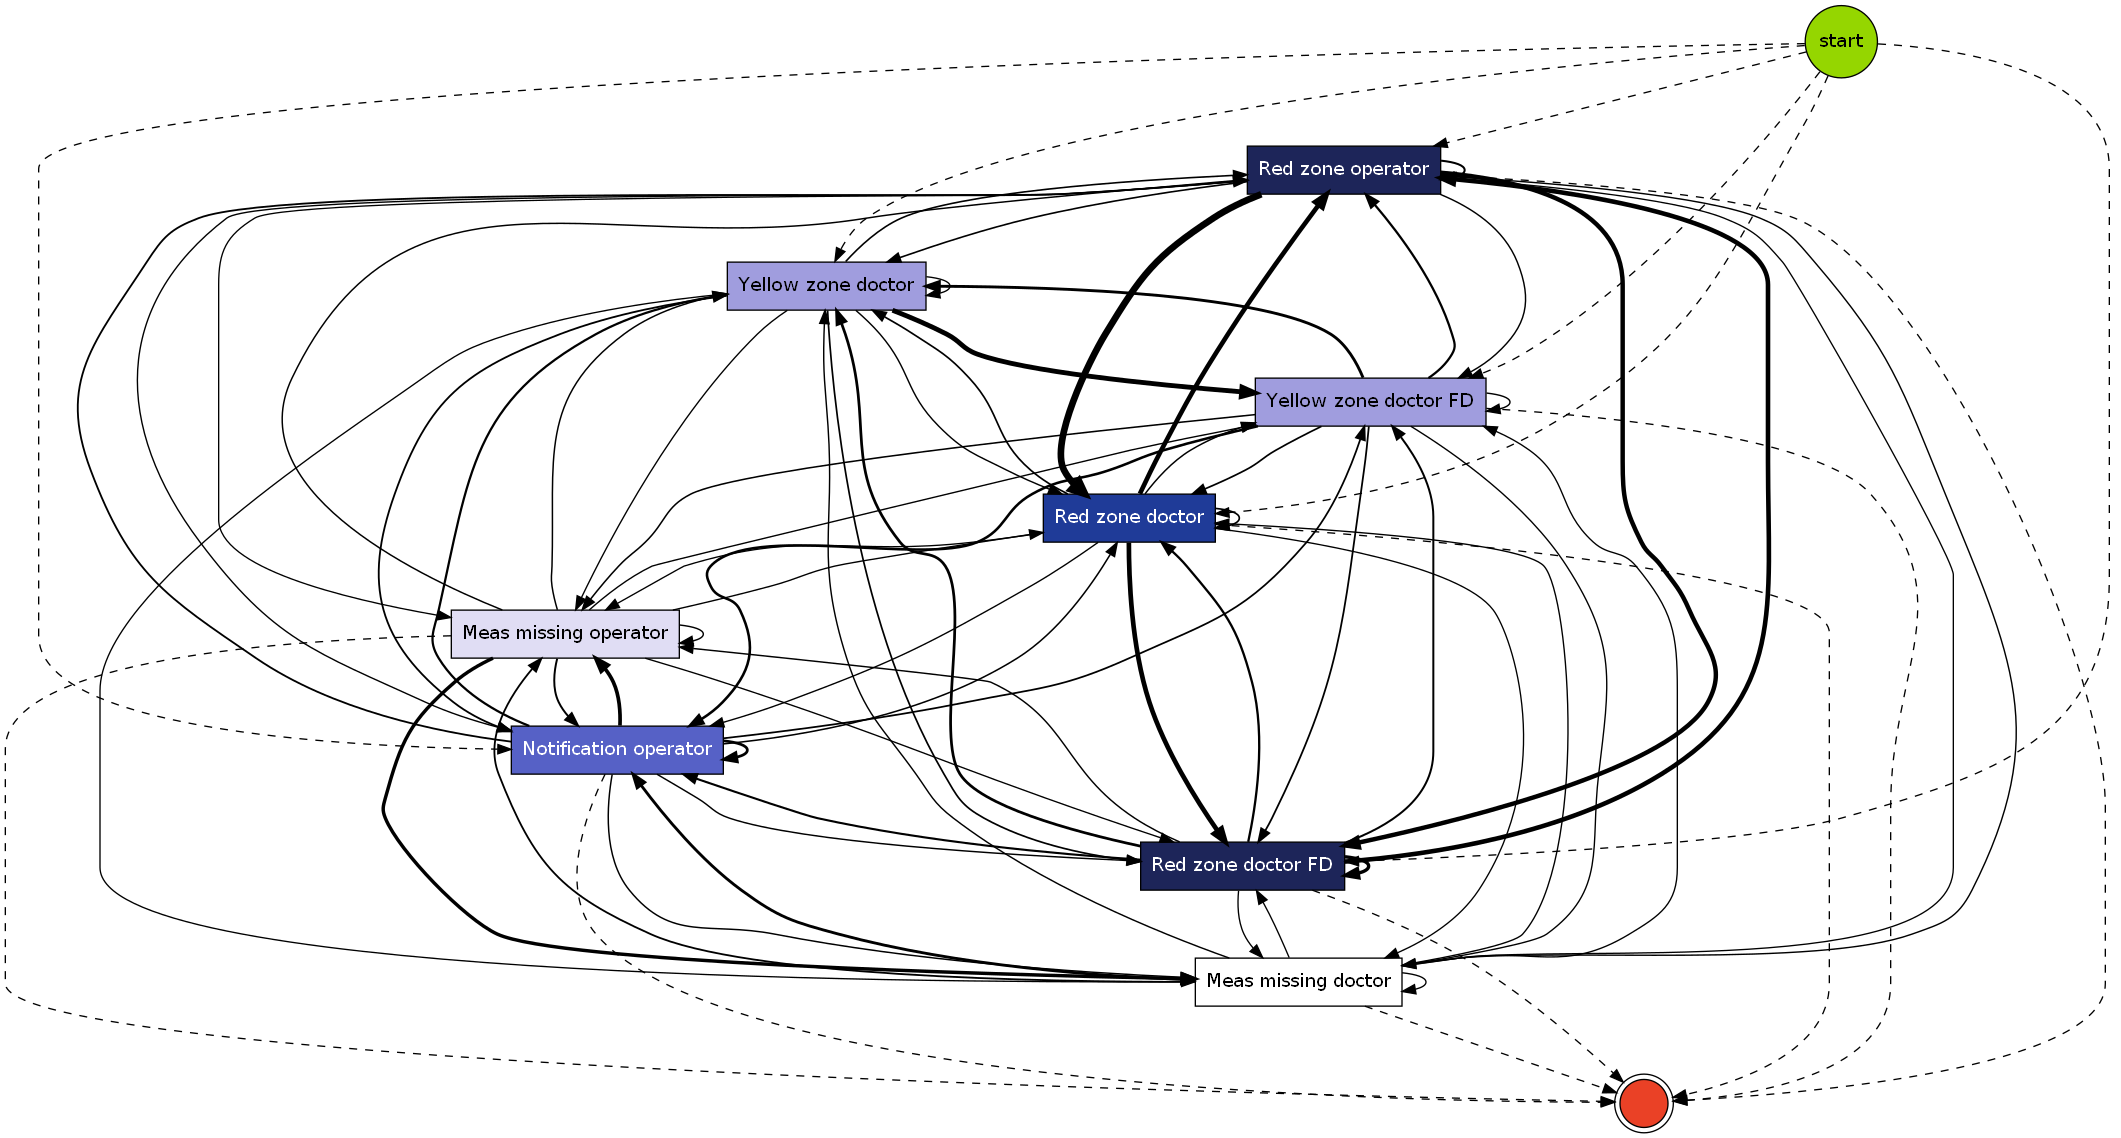 start
Red zone operator
Yellow zone doctor
Yellow zone doctor FD
Red zone doctor
Meas missing operator
Notification operator
Red zone doctor FD
Meas missing doctor